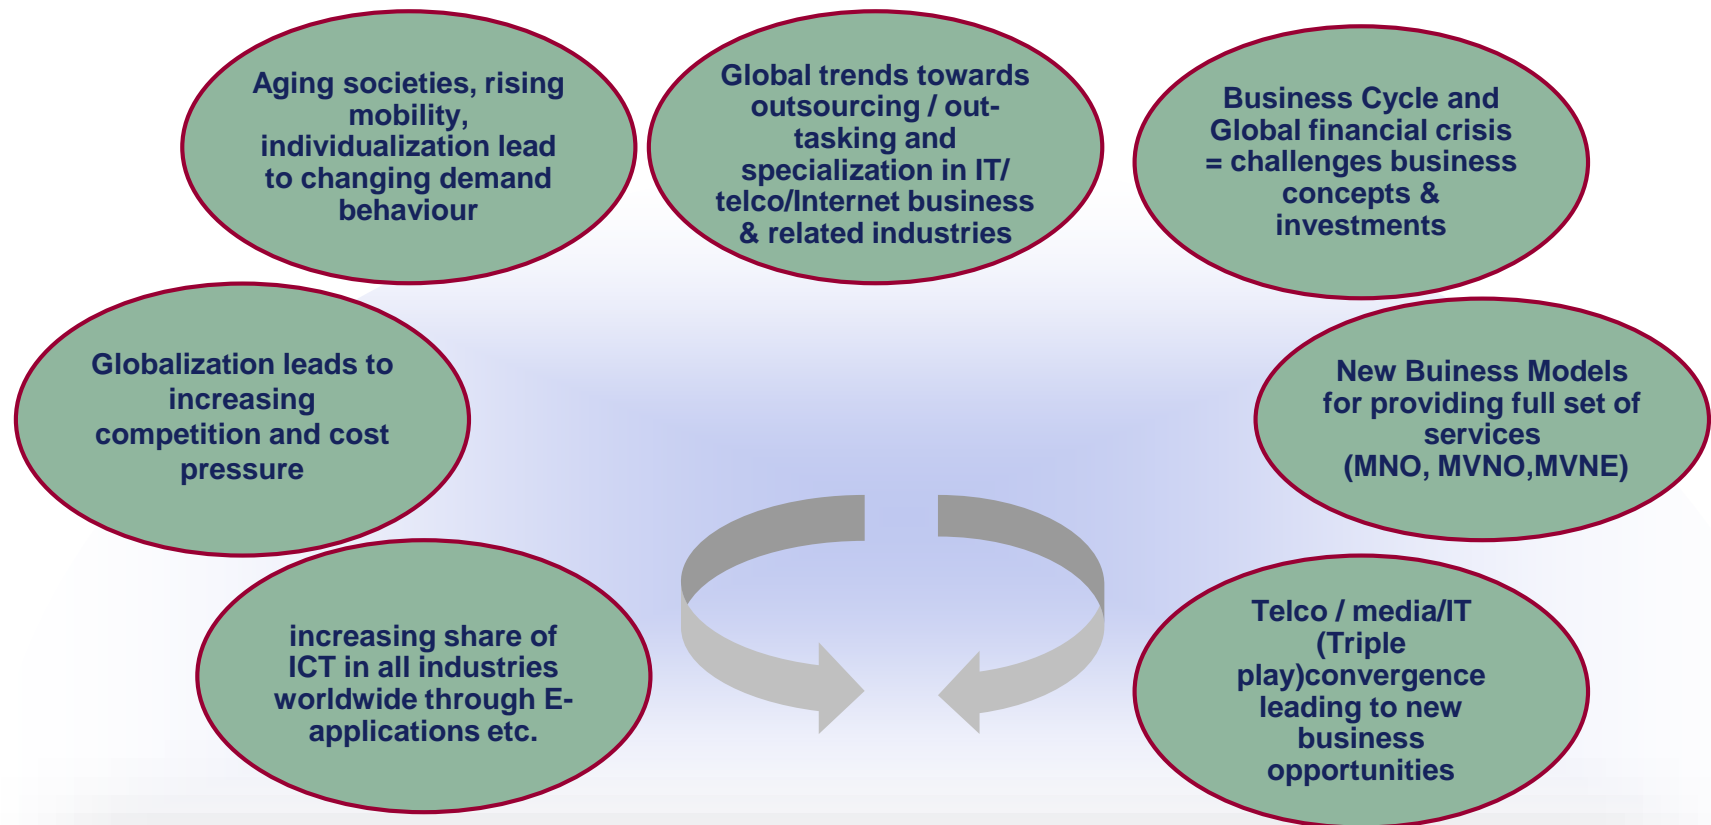 Aging societies, rising
mobility,
individualization lead
to changing demand
behaviour
Global trends towards
outsourcing / out-
tasking and
specialization in IT/
telco/Internet business
& related industries
Business Cycle and
Global financial crisis
= challenges business
concepts &
investments
Globalization leads to
increasing
competition and cost
pressure
New Buiness Models
for providing full set of
services
(MNO, MVNO,MVNE)
increasing share of
ICT in all industries
worldwide through E-
applications etc.
Telco / media/IT
(Triple
play)convergence
leading to new
business
opportunities